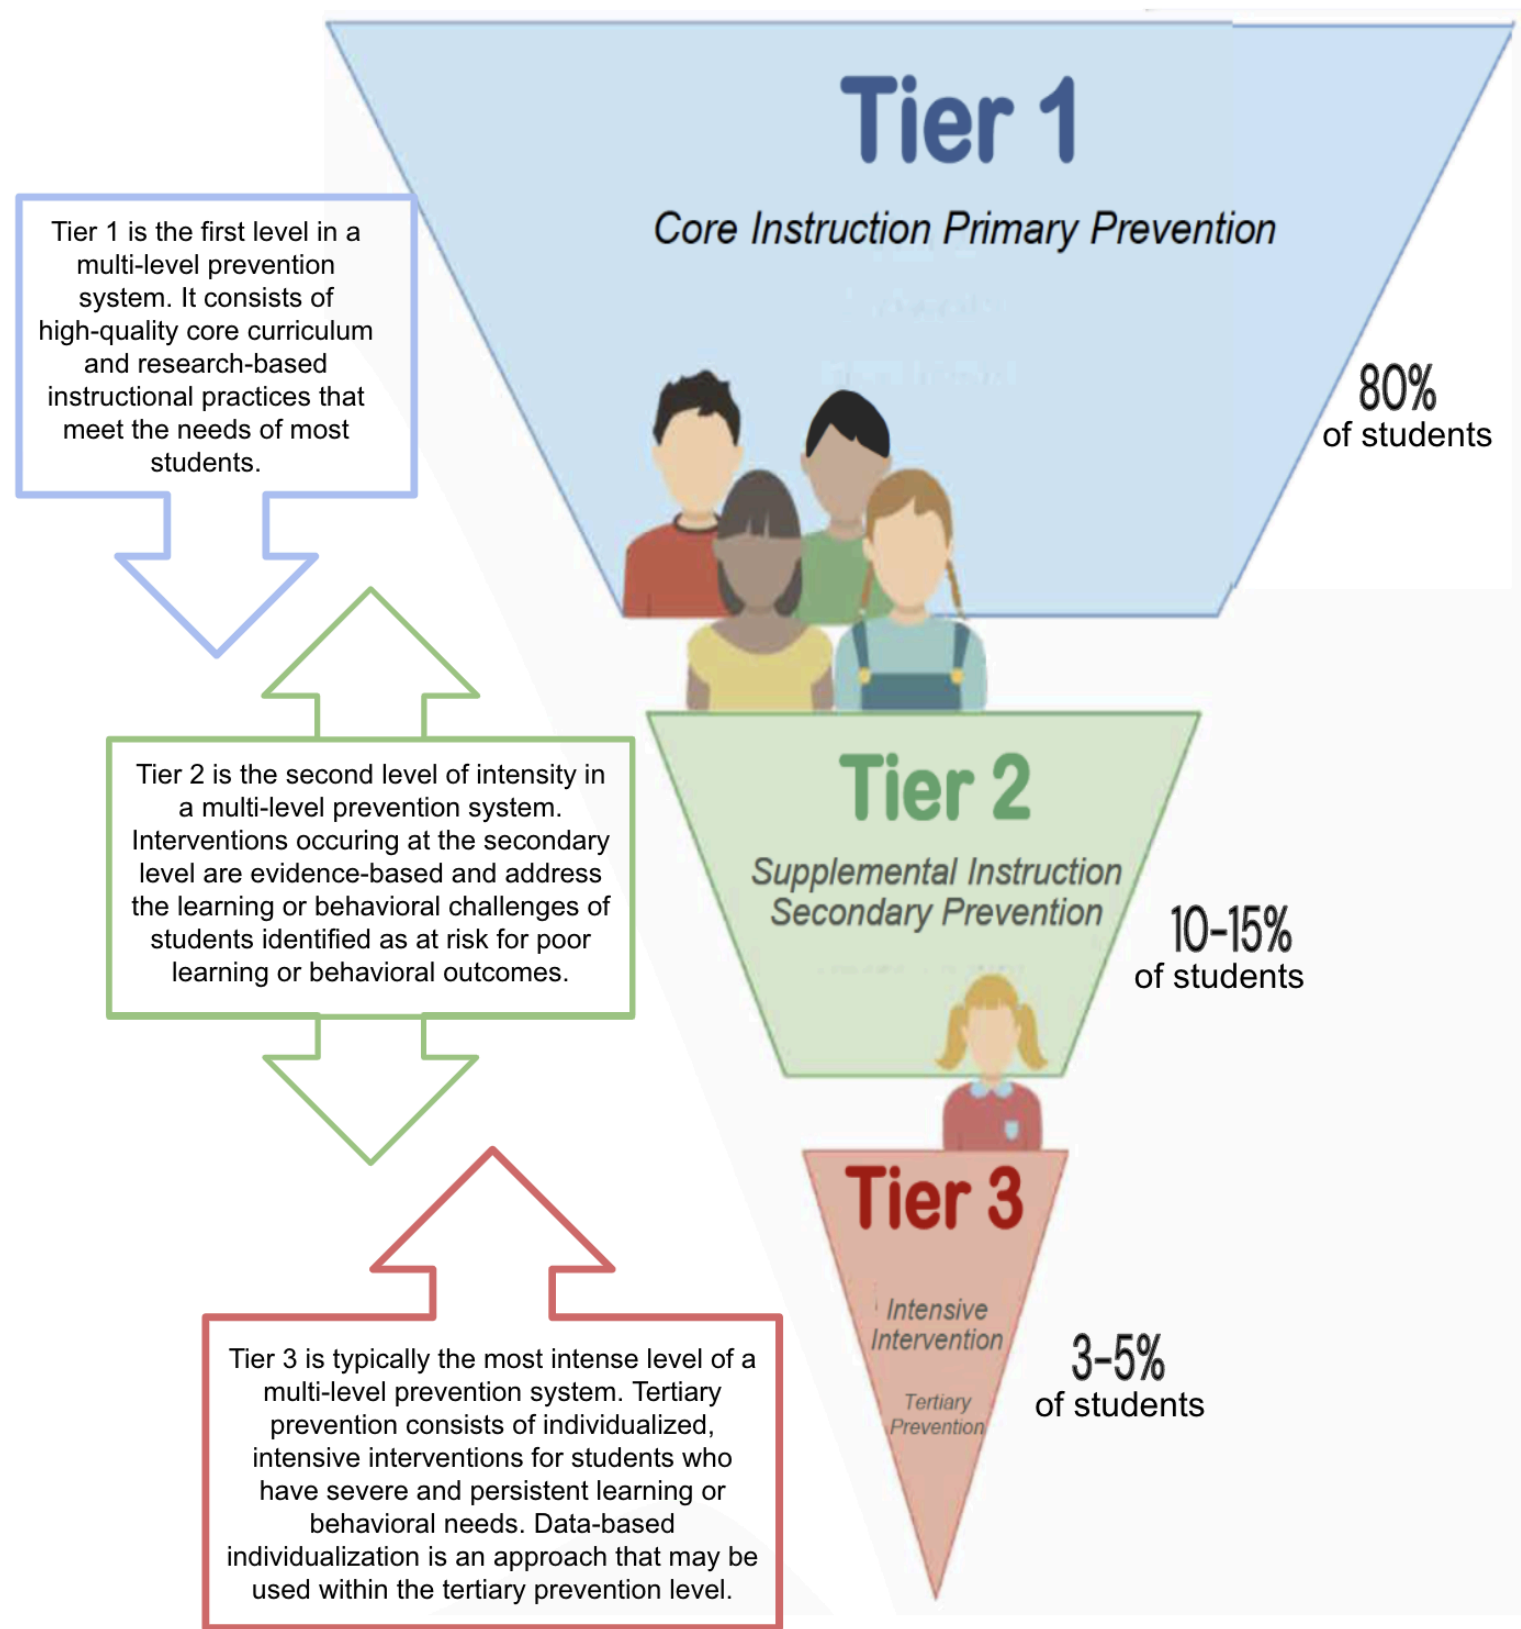 Tier 1
Core Instruction Primary Prevention
Tier 1 is the first level in a
multi-level prevention
system. It consists of
high-quality core curriculum
and research-based
instructional practices that
meet the needs of most
students.
80%
of students
Tier 2
Supplemental Instruction
Secondary Prevention
Tier 2 is the second level of intensity in
a multi-level prevention system.
Interventions occuring at the secondary
level are evidence-based and address
the learning or behavioral challenges of
students identified as at risk for poor
learning or behavioral outcomes.
10-15%
of students
Tier 3
Intensive
Intervention
Tertiary
Prevention
Tier 3 is typically the most intense level of a
multi-level prevention system. Tertiary
prevention consists of individualized,
intensive interventions for students who
have severe and persistent learning or
behavioral needs. Data-based
individualization is an approach that may be
used within the tertiary prevention level.
3-5%
of students